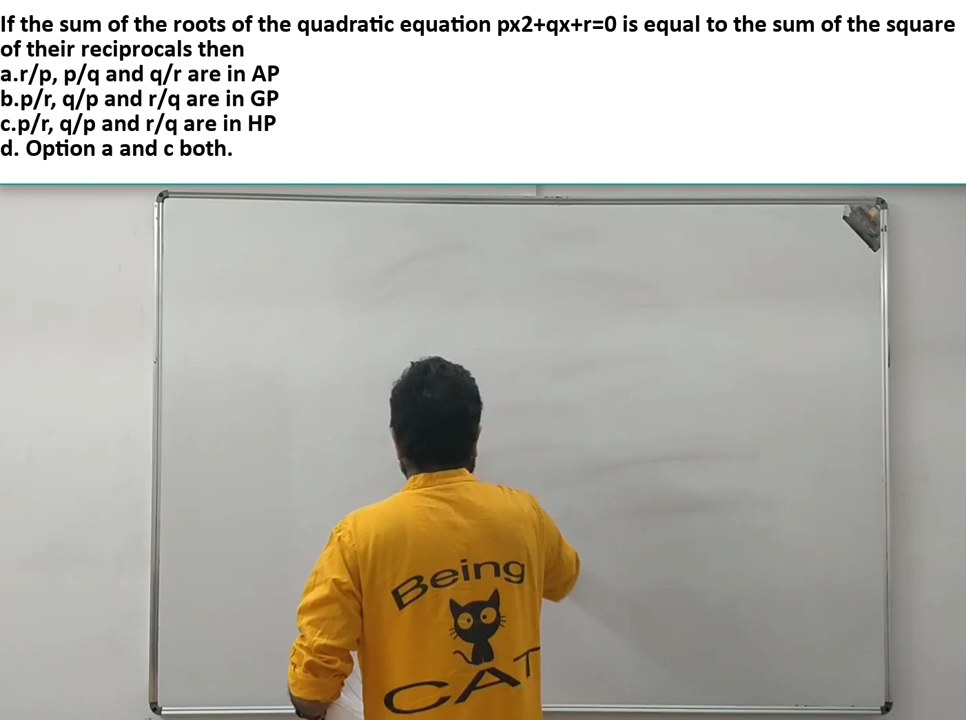 If the sum of the roots of the quadratic equation px2+qx+r=0 is equal to the sum of the square
of their reciprocals then
a.r/p, p/q and q/r are in AP
b.p/r, q/p and r/q are in GP
c.p/r, q/p and r/q are in HP
d. Option a and c both.
Being
CAT